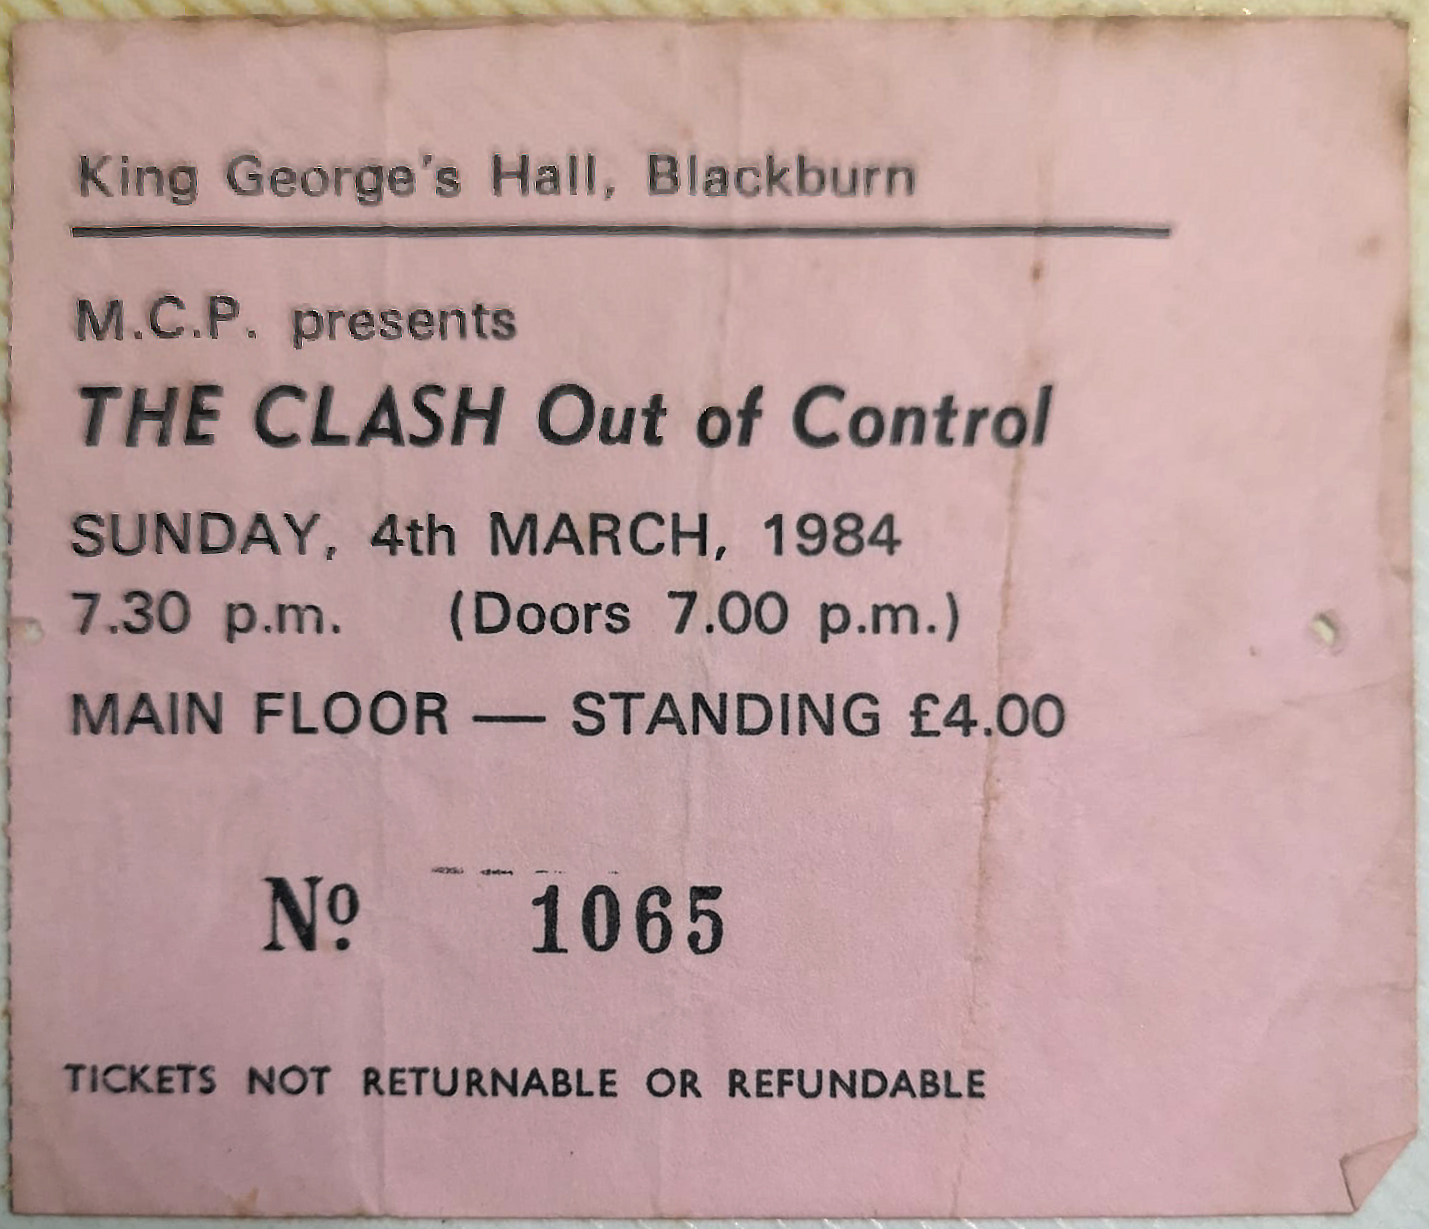 King George's Hall, Blackburn
M.C.P. presents
THE CLASH Out of Control
SUNDAY, 4th MARCH, 1984
7.30 p.m. (Doors 7.00 p.m.)
MAIN FLOOR — STANDING £4.00
Nº 1065
TICKETS NOT RETURNABLE OR REFUNDABLE